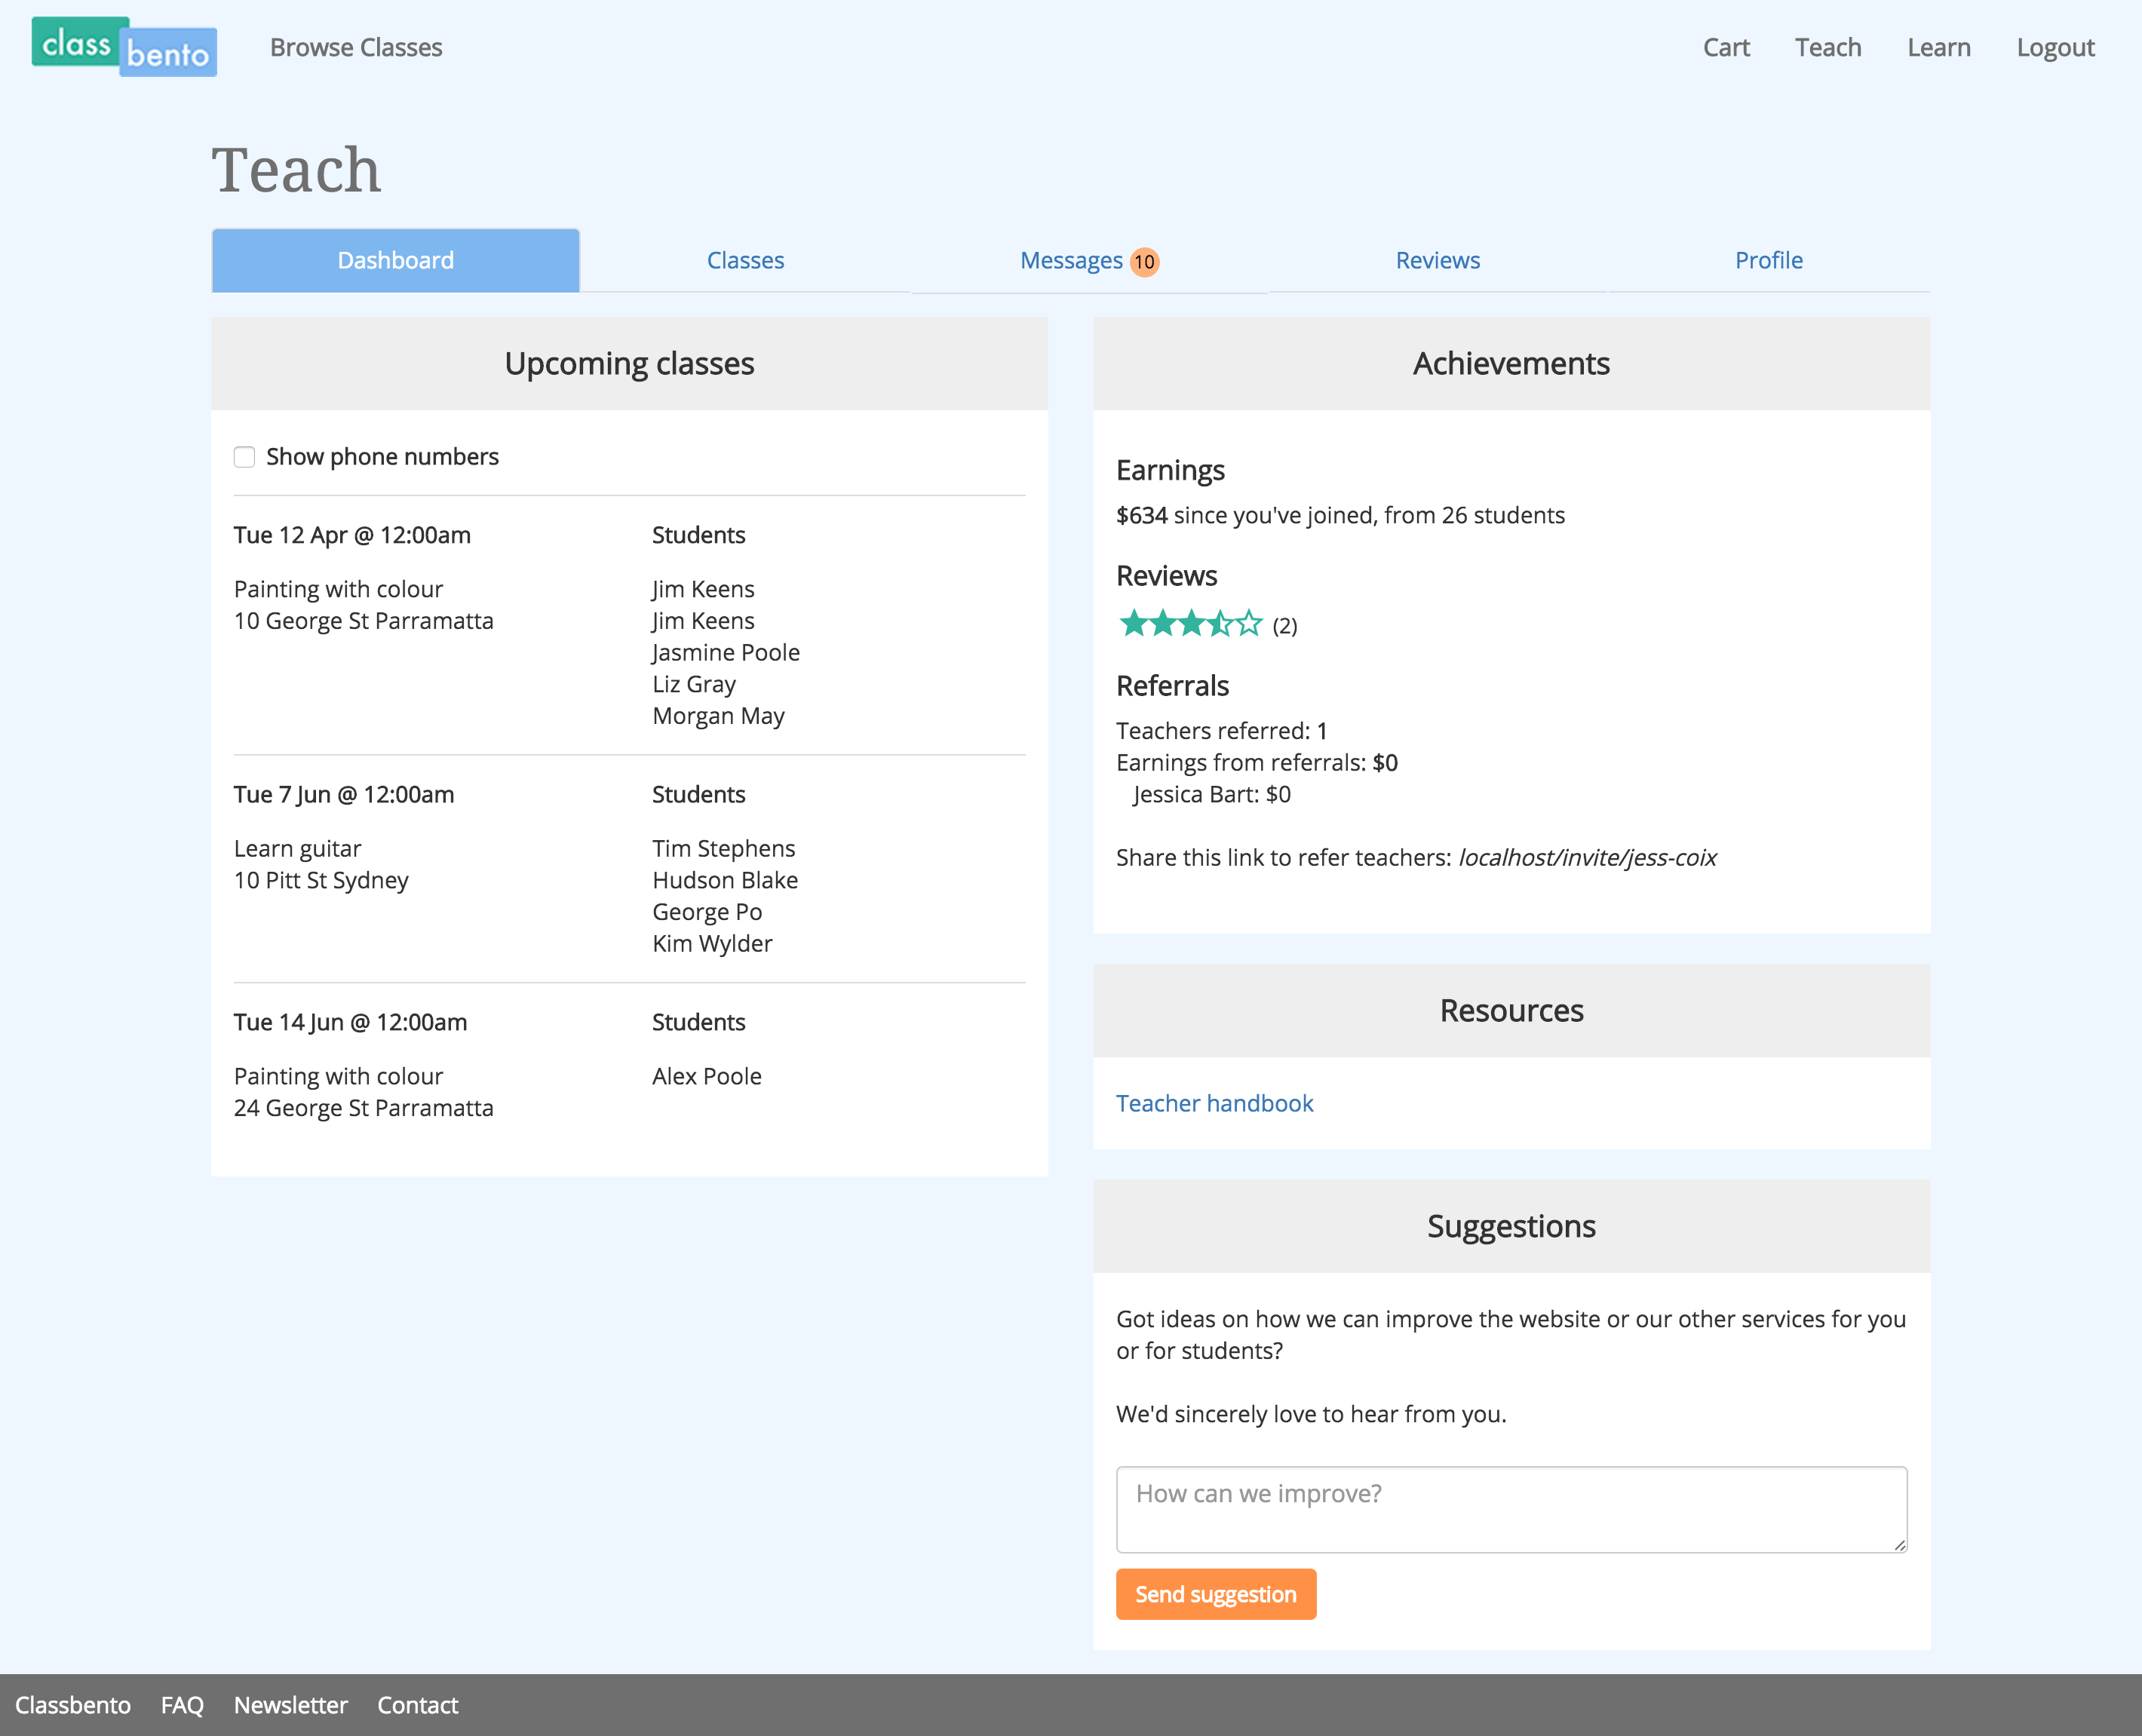 class
bento
Browse Classes
Cart
Teach
Learn
Logout
Teach
Dashboard
Classes
Messages 10
Reviews
Profile
Upcoming classes
Show phone numbers
Tue 12 Apr @ 12:00am
Painting with colour
10 George St Parramatta
Students
Jim Keens
Jim Keens
Jasmine Poole
Liz Gray
Morgan May
Tue 7 Jun @ 12:00am
Learn guitar
10 Pitt St Sydney
Students
Tim Stephens
Hudson Blake
George Po
Kim Wylder
Tue 14 Jun @ 12:00am
Painting with colour
24 George St Parramatta
Students
Alex Poole
Achievements
Earnings
$634 since you've joined, from 26 students
Reviews
(2)
Referrals
Teachers referred: 1
Earnings from referrals: $0
Jessica Bart: $0
Share this link to refer teachers: localhost/invite/jess-coix
Resources
Teacher handbook
Suggestions
Got ideas on how we can improve the website or our other services for you
or for students?
We'd sincerely love to hear from you.
How can we improve?
Send suggestion
Classbento
FAQ
Newsletter
Contact